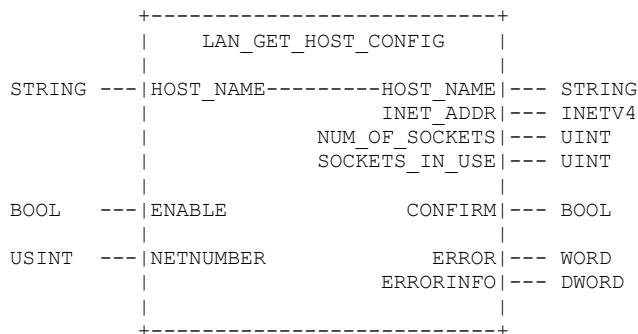 +---------------------------+
| LAN_GET_HOST_CONFIG |
| |
STRING ---|HOST_NAME---------HOST_NAME|--- STRING
| INET_ADDR|--- INETV4
| NUM_OF_SOCKETS|--- UINT
| SOCKETS_IN_USE|--- UINT
| |
BOOL ---|ENABLE CONFIRM|--- BOOL
| |
USINT ---|NETNUMBER ERROR|--- WORD
| ERRORINFO|--- DWORD
| |
+---------------------------+